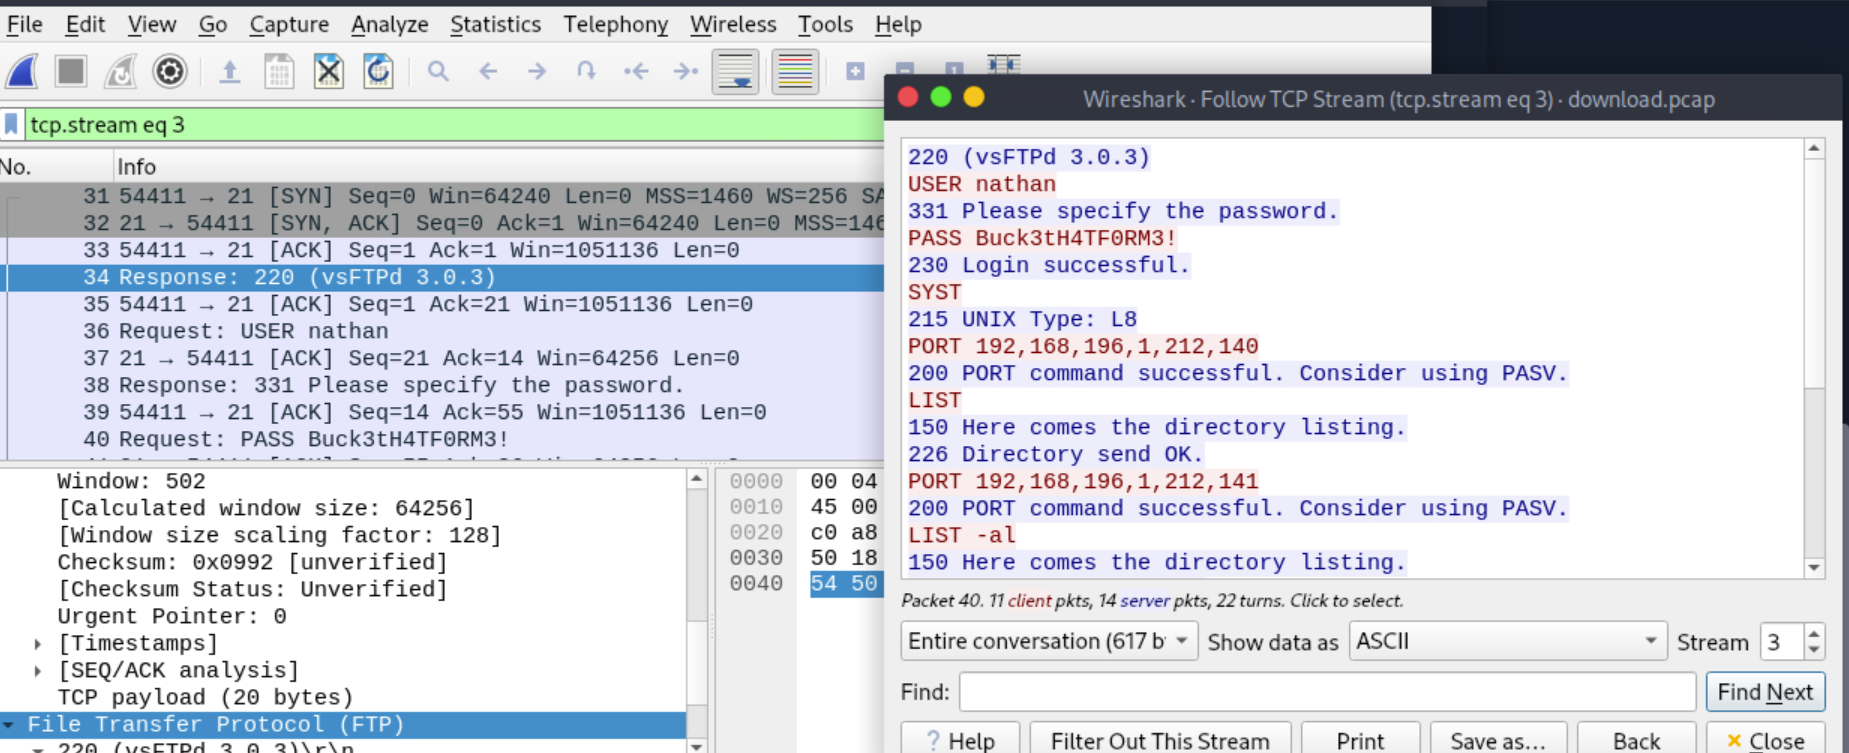 File Edit View Go Capture Analyze Statistics Telephony Wireless Tools Help
tcp.stream eq 3
No. Info
31 54411 → 21 [SYN] Seq=0 Win=64240 Len=0 MSS=1460 WS=256 SA
32 21 → 54411 [SYN, ACK] Seq=0 Ack=1 Win=64240 Len=0 MSS=146
33 54411 → 21 [ACK] Seq=1 Ack=1 Win=1051136 Len=0
34 Response: 220 (vsFTPd 3.0.3)
35 54411 → 21 [ACK] Seq=1 Ack=21 Win=1051136 Len=0
36 Request: USER nathan
37 21 → 54411 [ACK] Seq=21 Ack=14 Win=64256 Len=0
38 Response: 331 Please specify the password.
39 54411 → 21 [ACK] Seq=14 Ack=55 Win=1051136 Len=0
40 Request: PASS Buck3tH4TF0RM3!
Window: 502
[Calculated window size: 64256]
[Window size scaling factor: 128]
Checksum: 0x0992 [unverified]
[Checksum Status: Unverified]
Urgent Pointer: 0
[Timestamps]
[SEQ/ACK analysis]
TCP payload (20 bytes)
File Transfer Protocol (FTP)
220 (vsFTPd 3.0.3)\r\n
0000 00 04
0010 45 00
0020 c0 a8
0030 50 18
0040 54 50
Wireshark · Follow TCP Stream (tcp.stream eq 3) · download.pcap
220 (vsFTPd 3.0.3)
USER nathan
331 Please specify the password.
PASS Buck3tH4TF0RM3!
230 Login successful.
SYST
215 UNIX Type: L8
PORT 192,168,196,1,212,140
200 PORT command successful. Consider using PASV.
LIST
150 Here comes the directory listing.
226 Directory send OK.
PORT 192,168,196,1,212,141
200 PORT command successful. Consider using PASV.
LIST -al
150 Here comes the directory listing.
Packet 40. 11 client pkts, 14 server pkts, 22 turns. Click to select.
Entire conversation (617 b Show data as ASCII Stream 3
Find: Find Next
? Help Filter Out This Stream Print Save as... Back × Close